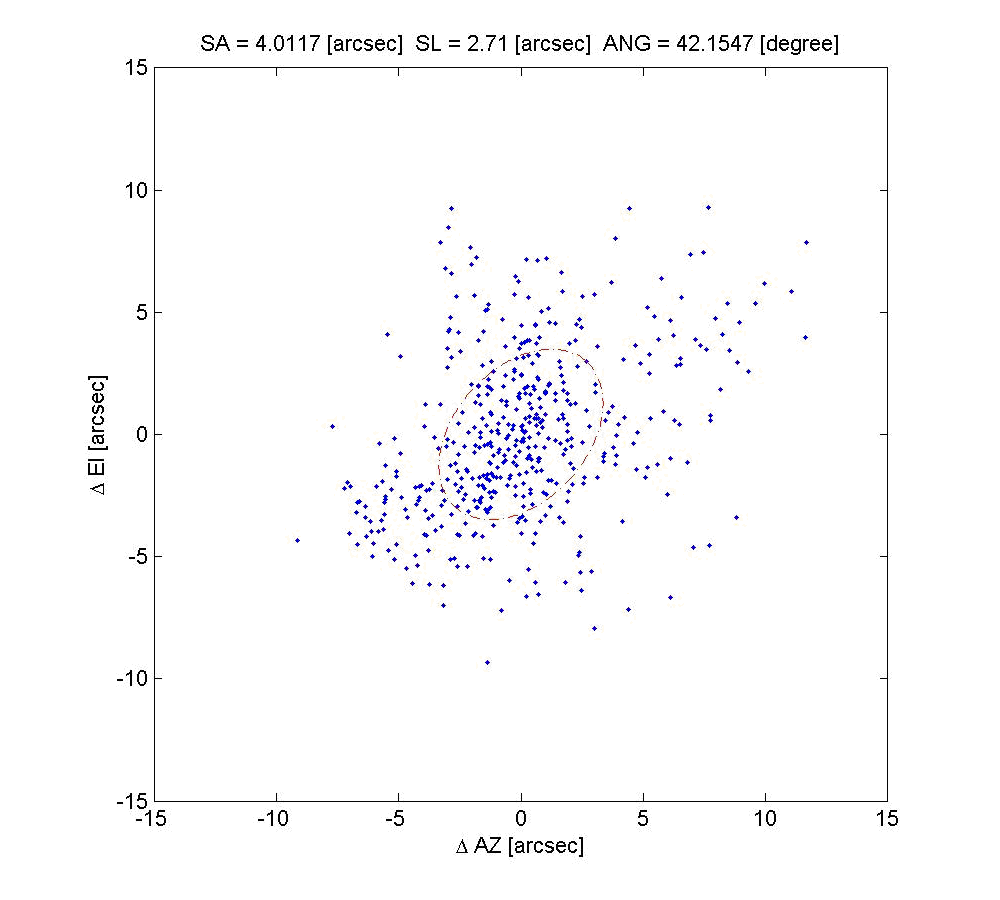 SA = 4.0117 [arcsec]  SL = 2.71 [arcsec]  ANG = 42.1547 [degree]
15
10
5
0
-5
-10
-15
Δ El [arcsec]
-15 -10 -5 0 5 10 15
Δ AZ [arcsec]